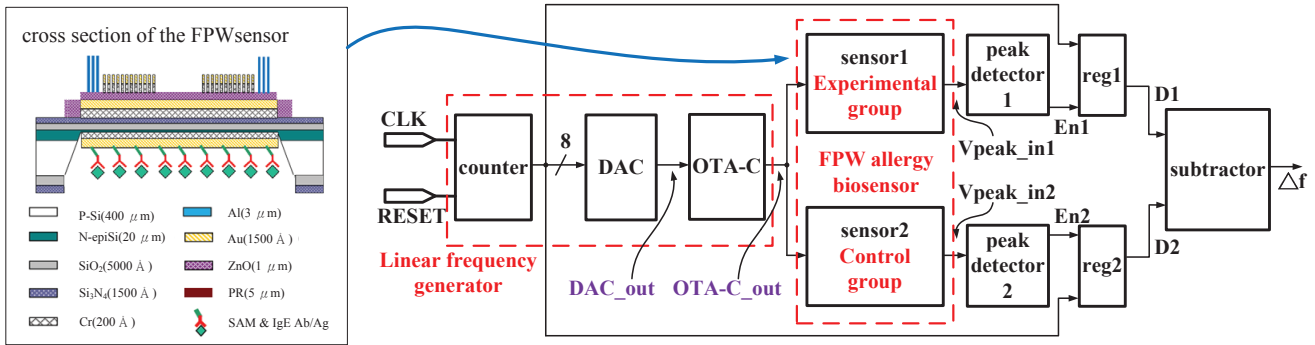 cross section of the FPWsensor
P-Si(400 μm)
N-epiSi(20 μm)
SiO2(5000 Å)
Si3N4(1500 Å)
Cr(200 Å)
Al(3 μm)
Au(1500 Å)
ZnO(1 μm)
PR(5 μm)
SAM & IgE Ab/Ag
CLK
RESET
counter
8
DAC
OTA-C
Linear frequency
generator
DAC_out
OTA-C_out
sensor1
Experimental
group
FPW allergy
biosensor
sensor2
Control
group
peak
detector
1
En1
Vpeak_in1
Vpeak_in2
En2
peak
detector
2
reg1
reg2
D1
D2
subtractor
△f